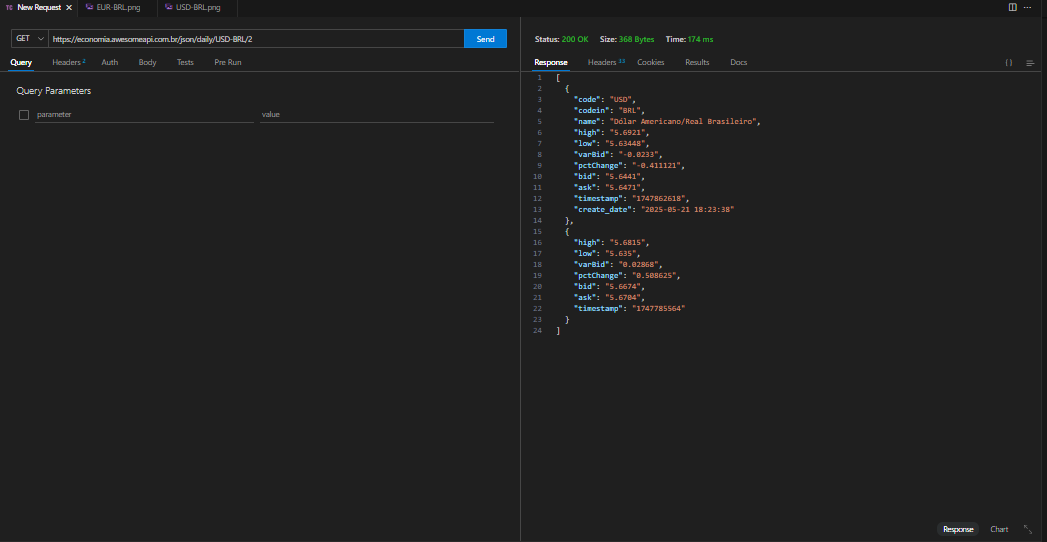 TC New Request × EUR-BRL.png USD-BRL.png ···
GET https://economia.awesomeapi.com.br/json/daily/USD-BRL/2 Send
Query Headers 2 Auth Body Tests Pre Run
Query Parameters
parameter value
Status: 200 OK Size: 368 Bytes Time: 174 ms
Response Headers 33 Cookies Results Docs { }
1 [
2 {
3 "code": "USD",
4 "codein": "BRL",
5 "name": "Dólar Americano/Real Brasileiro",
6 "high": "5.6921",
7 "low": "5.63448",
8 "varBid": "-0.0233",
9 "pctChange": "-0.411121",
10 "bid": "5.6441",
11 "ask": "5.6471",
12 "timestamp": "1747862618",
13 "create_date": "2025-05-21 18:23:38"
14 },
15 {
16 "high": "5.6815",
17 "low": "5.635",
18 "varBid": "0.02868",
19 "pctChange": "0.508625",
20 "bid": "5.6674",
21 "ask": "5.6704",
22 "timestamp": "1747785564"
23 }
24 ]
Response Chart